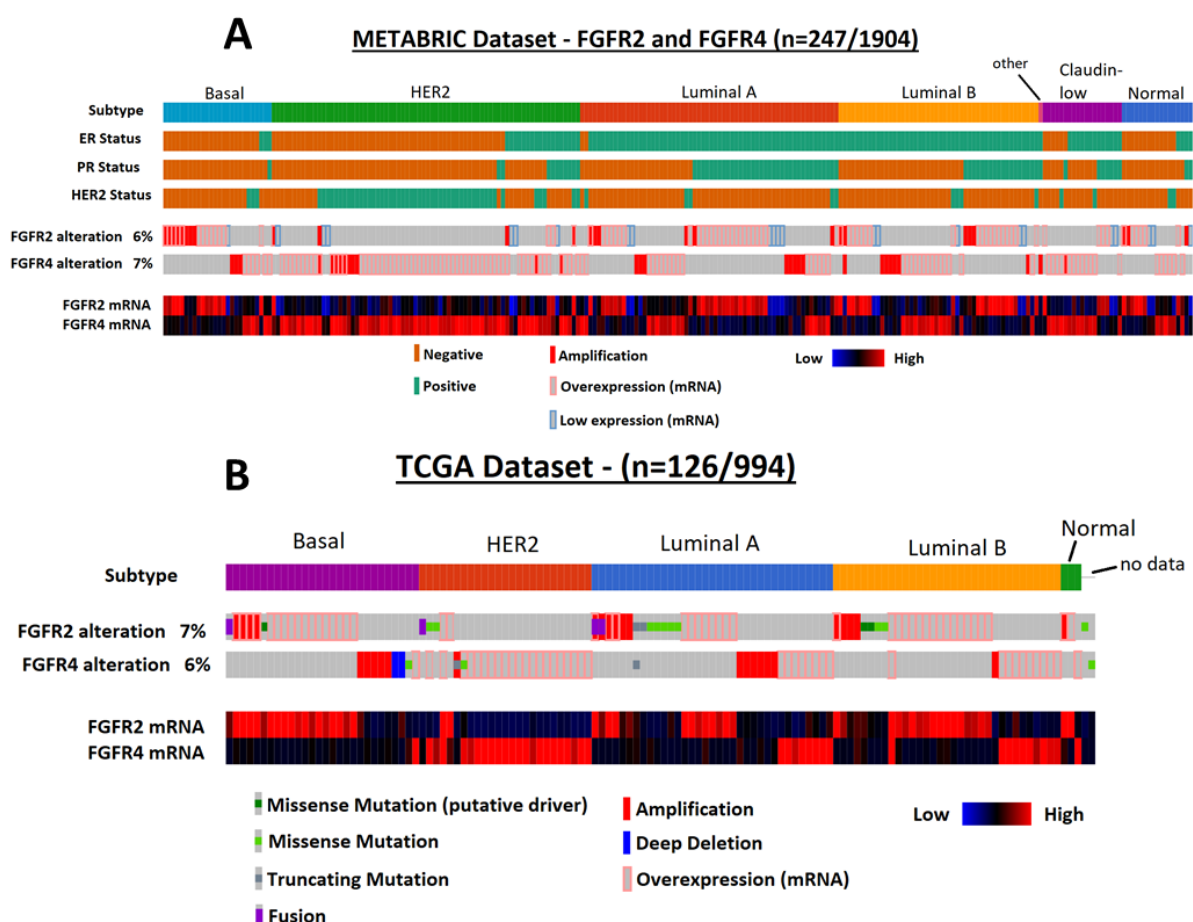 A
METABRIC Dataset - FGFR2 and FGFR4 (n=247/1904)
Basal
HER2
Luminal A
Luminal B
other
Claudin-
low
Normal
Subtype
ER Status
PR Status
HER2 Status
FGFR2 alteration 6%
FGFR4 alteration 7%
FGFR2 mRNA
FGFR4 mRNA
Negative
Positive
Amplification
Overexpression (mRNA)
Low expression (mRNA)
Low High
B
TCGA Dataset - (n=126/994)
Basal
HER2
Luminal A
Luminal B
Normal
no data
Subtype
FGFR2 alteration 7%
FGFR4 alteration 6%
FGFR2 mRNA
FGFR4 mRNA
Missense Mutation (putative driver)
Missense Mutation
Truncating Mutation
Fusion
Amplification
Deep Deletion
Overexpression (mRNA)
Low High